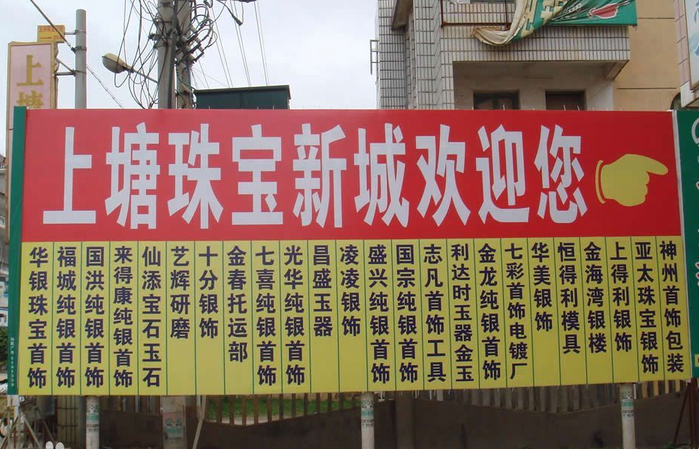 上塘珠宝新城欢迎您
华银珠宝首饰
福城纯银首饰
国洪纯银首饰
来得康纯银首饰
仙添宝石玉石
艺辉研磨
十分银饰
金春托运部
七喜纯银首饰
光华纯银首饰
昌盛玉器
凌凌银饰
盛兴纯银首饰
国宗纯银首饰
志凡首饰工具
利达时玉器金玉
金龙纯银首饰
七彩首饰电镀厂
华美银饰
恒得利模具
金海湾银楼
上得利银饰
亚太珠宝银饰
神州首饰包装
上塘